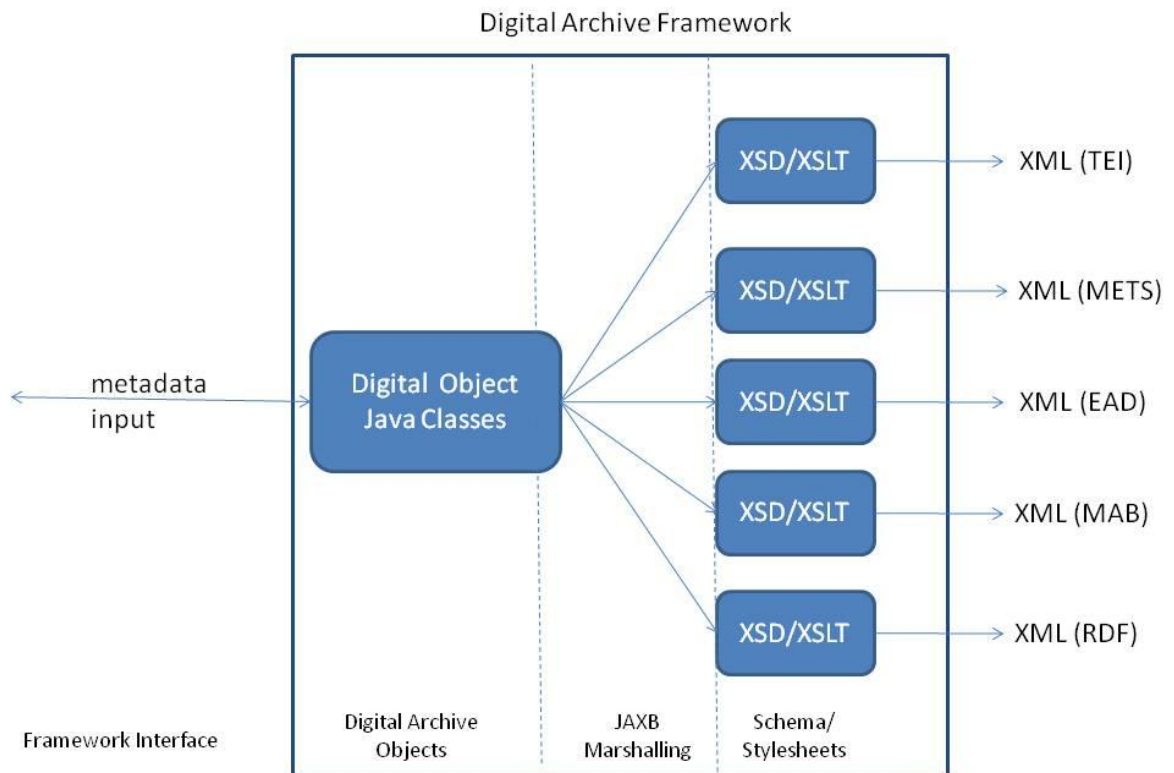 Digital Archive Framework
XSD/XSLT
XML (TEI)
XSD/XSLT
XML (METS)
metadata
input
Digital Object
Java Classes
XSD/XSLT
XML (EAD)
XSD/XSLT
XML (MAB)
XSD/XSLT
XML (RDF)
Framework Interface
Digital Archive
Objects
JAXB
Marshalling
Schema/
Stylesheets